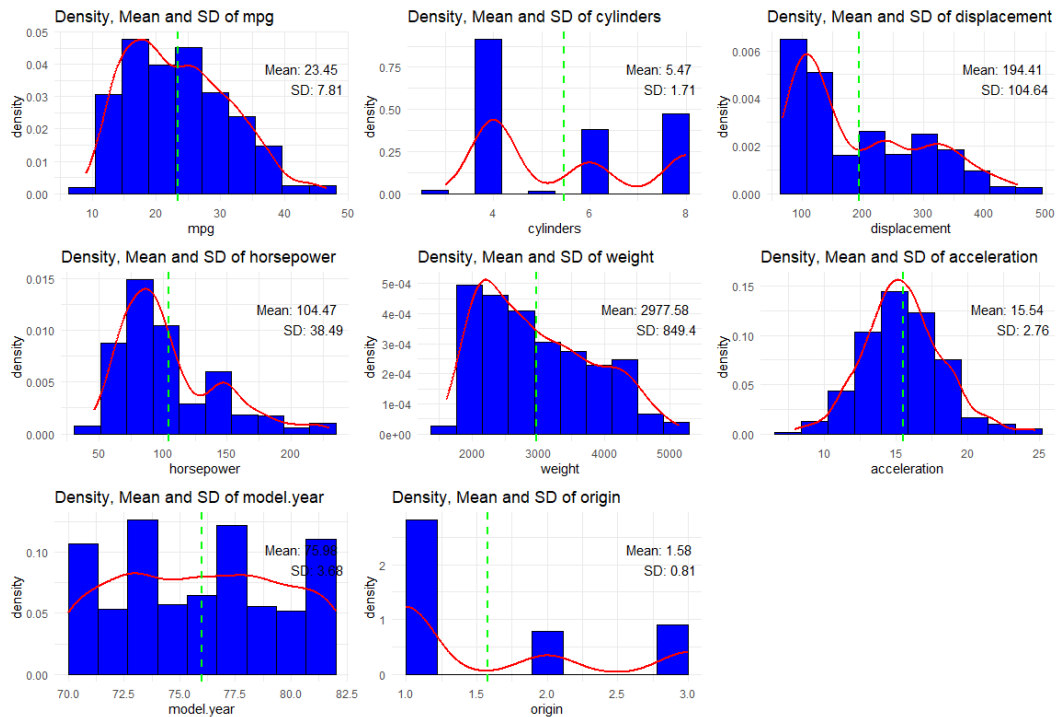 Density, Mean and SD of mpg
0.05
0.04
0.03
0.02
0.01
0.00
density
Mean: 23.45
SD: 7.81
10 20 30 40 50
mpg
Density, Mean and SD of cylinders
0.75
0.50
0.25
0.00
density
Mean: 5.47
SD: 1.71
4 6 8
cylinders
Density, Mean and SD of displacement
0.006
0.004
0.002
0.000
density
Mean: 194.41
SD: 104.64
100 200 300 400 500
displacement
Density, Mean and SD of horsepower
0.015
0.010
0.005
0.000
density
Mean: 104.47
SD: 38.49
50 100 150 200
horsepower
Density, Mean and SD of weight
5e-04
4e-04
3e-04
2e-04
1e-04
0e+00
density
Mean: 2977.58
SD: 849.4
2000 3000 4000 5000
weight
Density, Mean and SD of acceleration
0.15
0.10
0.05
0.00
density
Mean: 15.54
SD: 2.76
10 15 20 25
acceleration
Density, Mean and SD of model.year
0.10
0.05
0.00
density
Mean: 75.98
SD: 3.68
70.0 72.5 75.0 77.5 80.0 82.5
model.year
Density, Mean and SD of origin
2
1
0
density
Mean: 1.58
SD: 0.81
1.0 1.5 2.0 2.5 3.0
origin